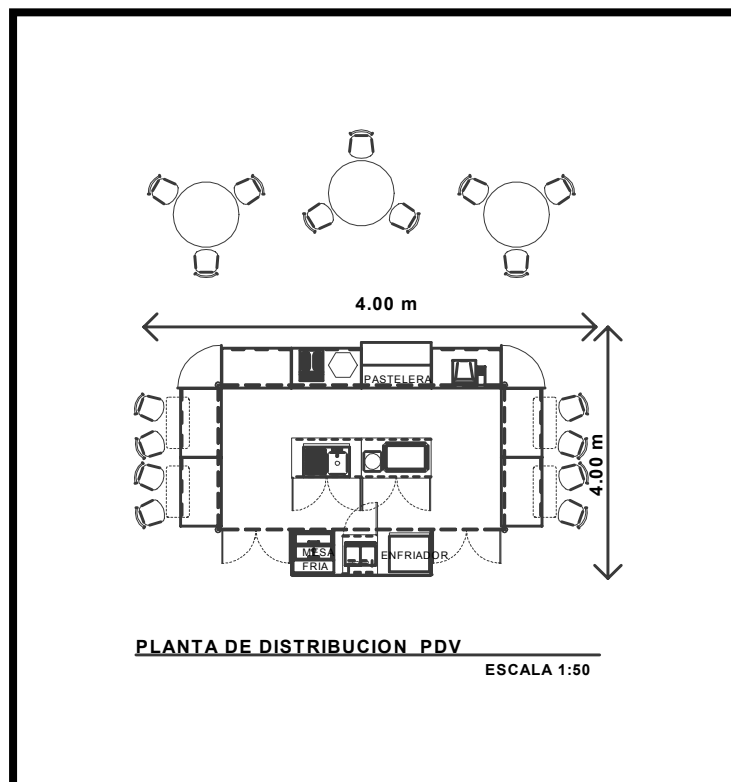 4.00 m
PASTELERA
4.00 m
MESA
FRIA
ENFRIADOR
PLANTA DE DISTRIBUCION PDV
ESCALA 1:50